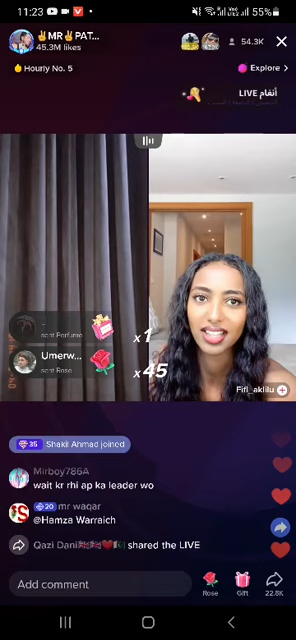 11:23
55%
✌MR✌PAT...
45.3M likes
54.3K
Hourly No. 5
Explore >
أنغام LIVE
sent Perfume
x1
Umerw...
sent Rose
x45
Fifi_aklilu
35 Shakil Ahmad joined
Mirboy786A
wait kr rhi ap ka leader wo
20 mr waqar
@Hamza Warraich
Qazi Dani shared the LIVE
Add comment
Rose
Gift
22.8K